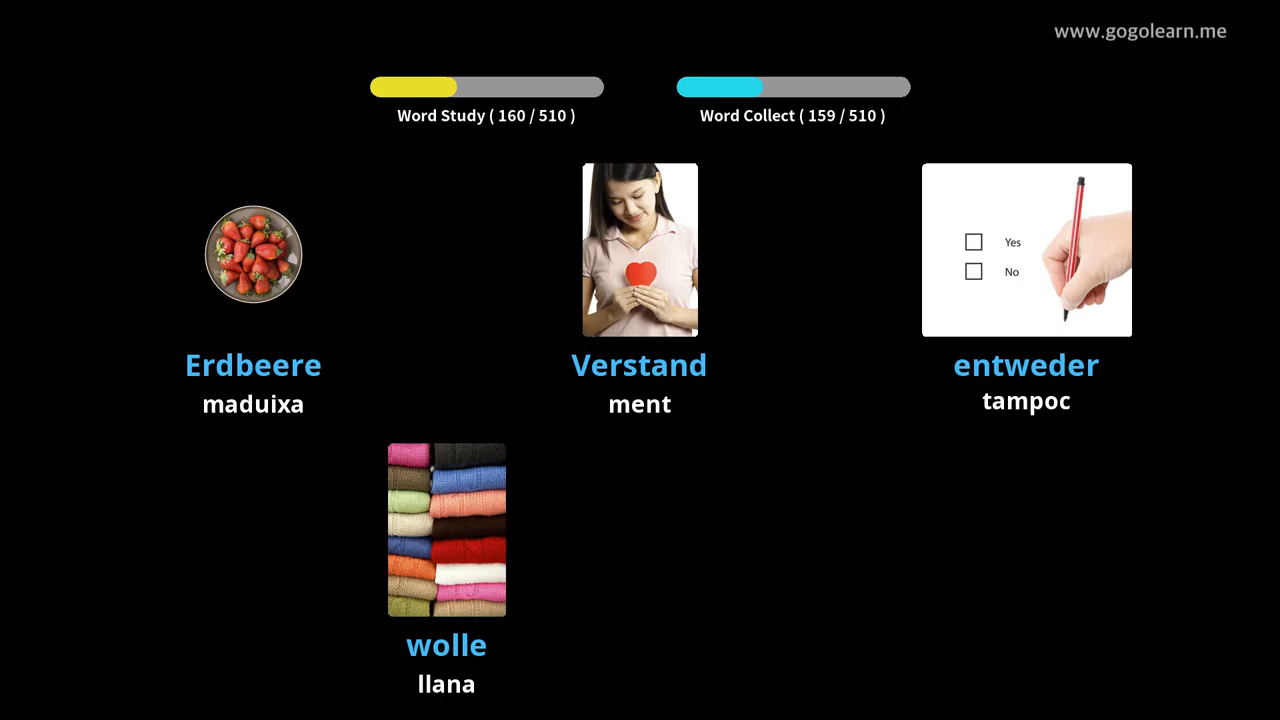 www.gogolearn.me
Word Study ( 160 / 510 )
Word Collect ( 159 / 510 )
Yes
No
Erdbeere
maduixa
Verstand
ment
entweder
tampoc
wolle
llana